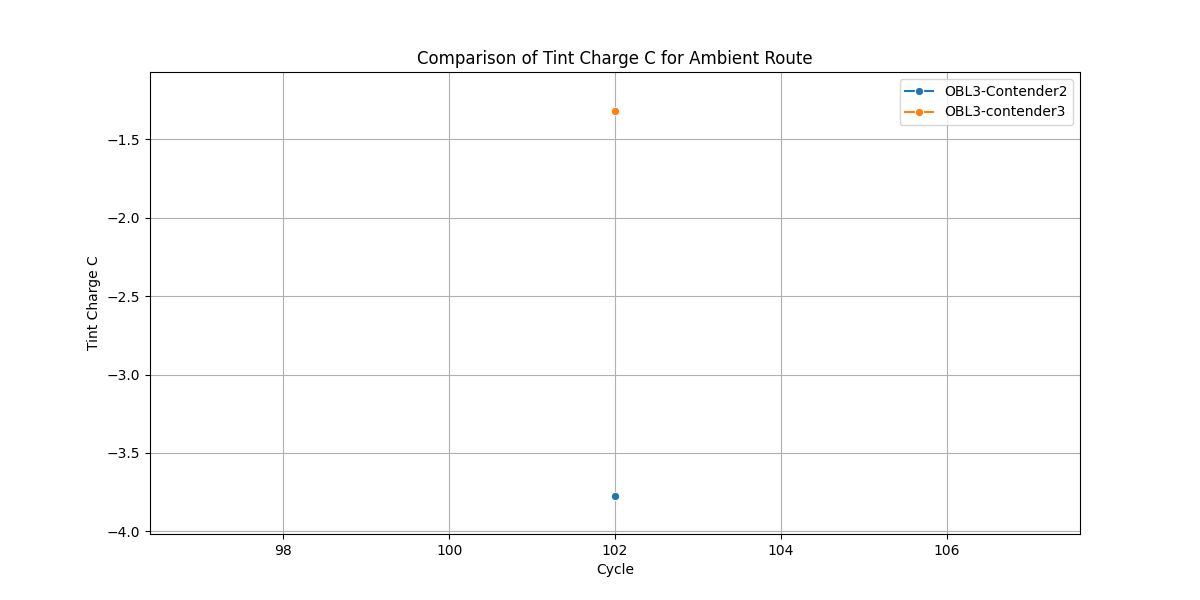 Comparison of Tint Charge C for Ambient Route
OBL3-Contender2
OBL3-contender3
Tint Charge C
−1.5
−2.0
−2.5
−3.0
−3.5
−4.0
98 100 102 104 106
Cycle